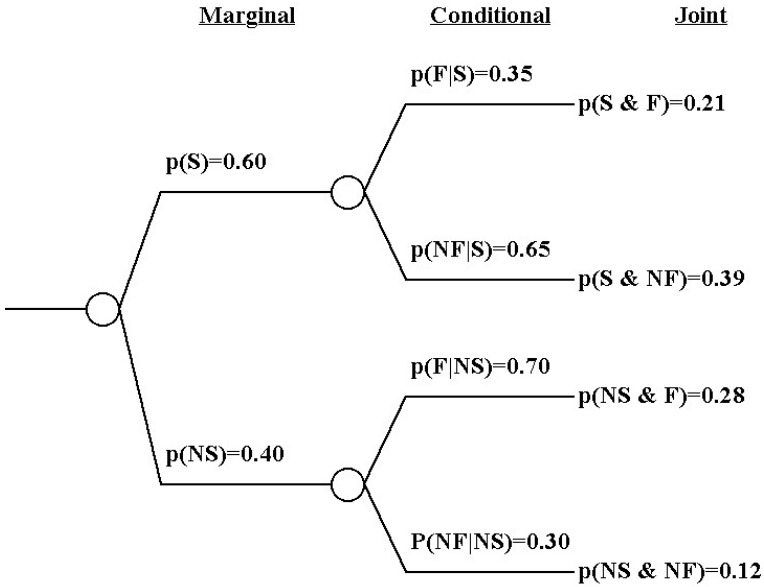 Marginal Conditional Joint
p(F|S)=0.35
p(S & F)=0.21
p(S)=0.60
p(NF|S)=0.65
p(S & NF)=0.39
p(F|NS)=0.70
p(NS & F)=0.28
p(NS)=0.40
P(NF|NS)=0.30
p(NS & NF)=0.12